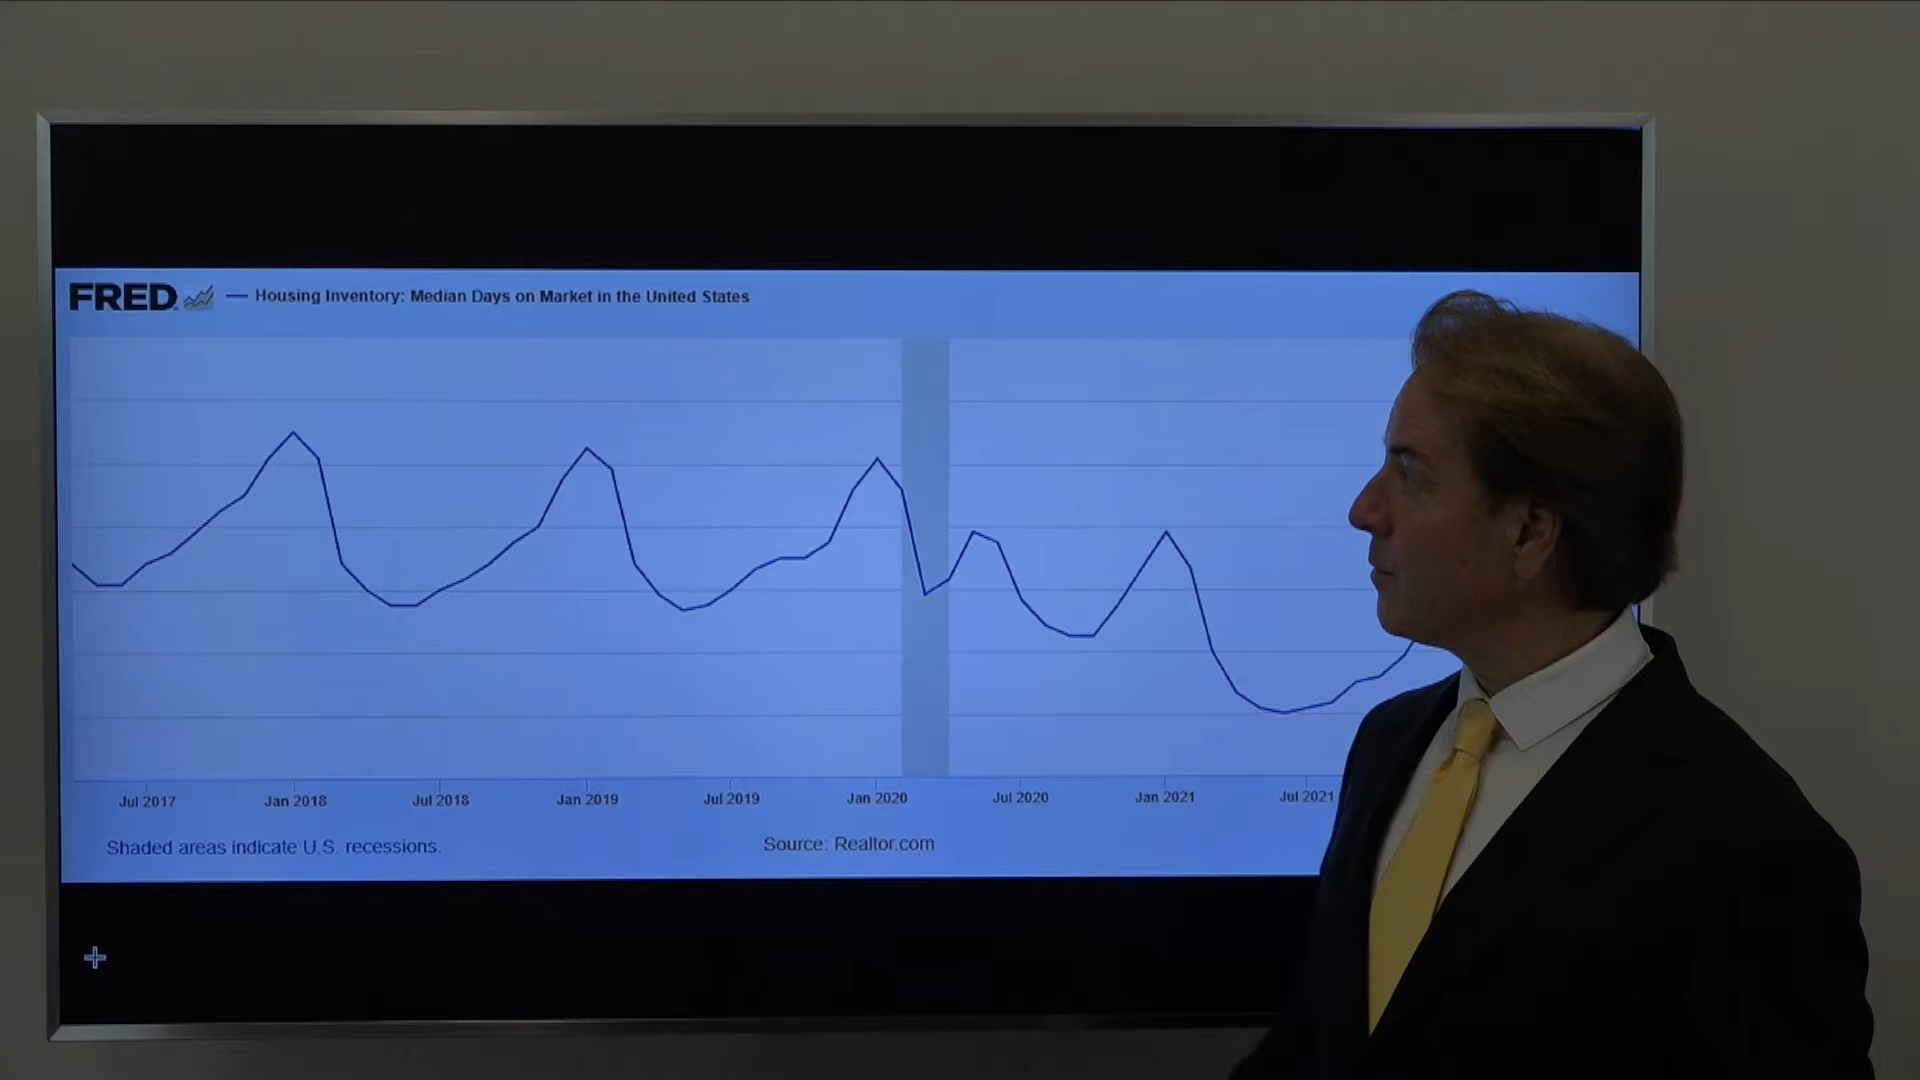 FRED
Housing Inventory: Median Days on Market in the United States
Jul 2017 Jan 2018 Jul 2018 Jan 2019 Jul 2019 Jan 2020 Jul 2020 Jan 2021 Jul 2021
Shaded areas indicate U.S. recessions. Source: Realtor.com